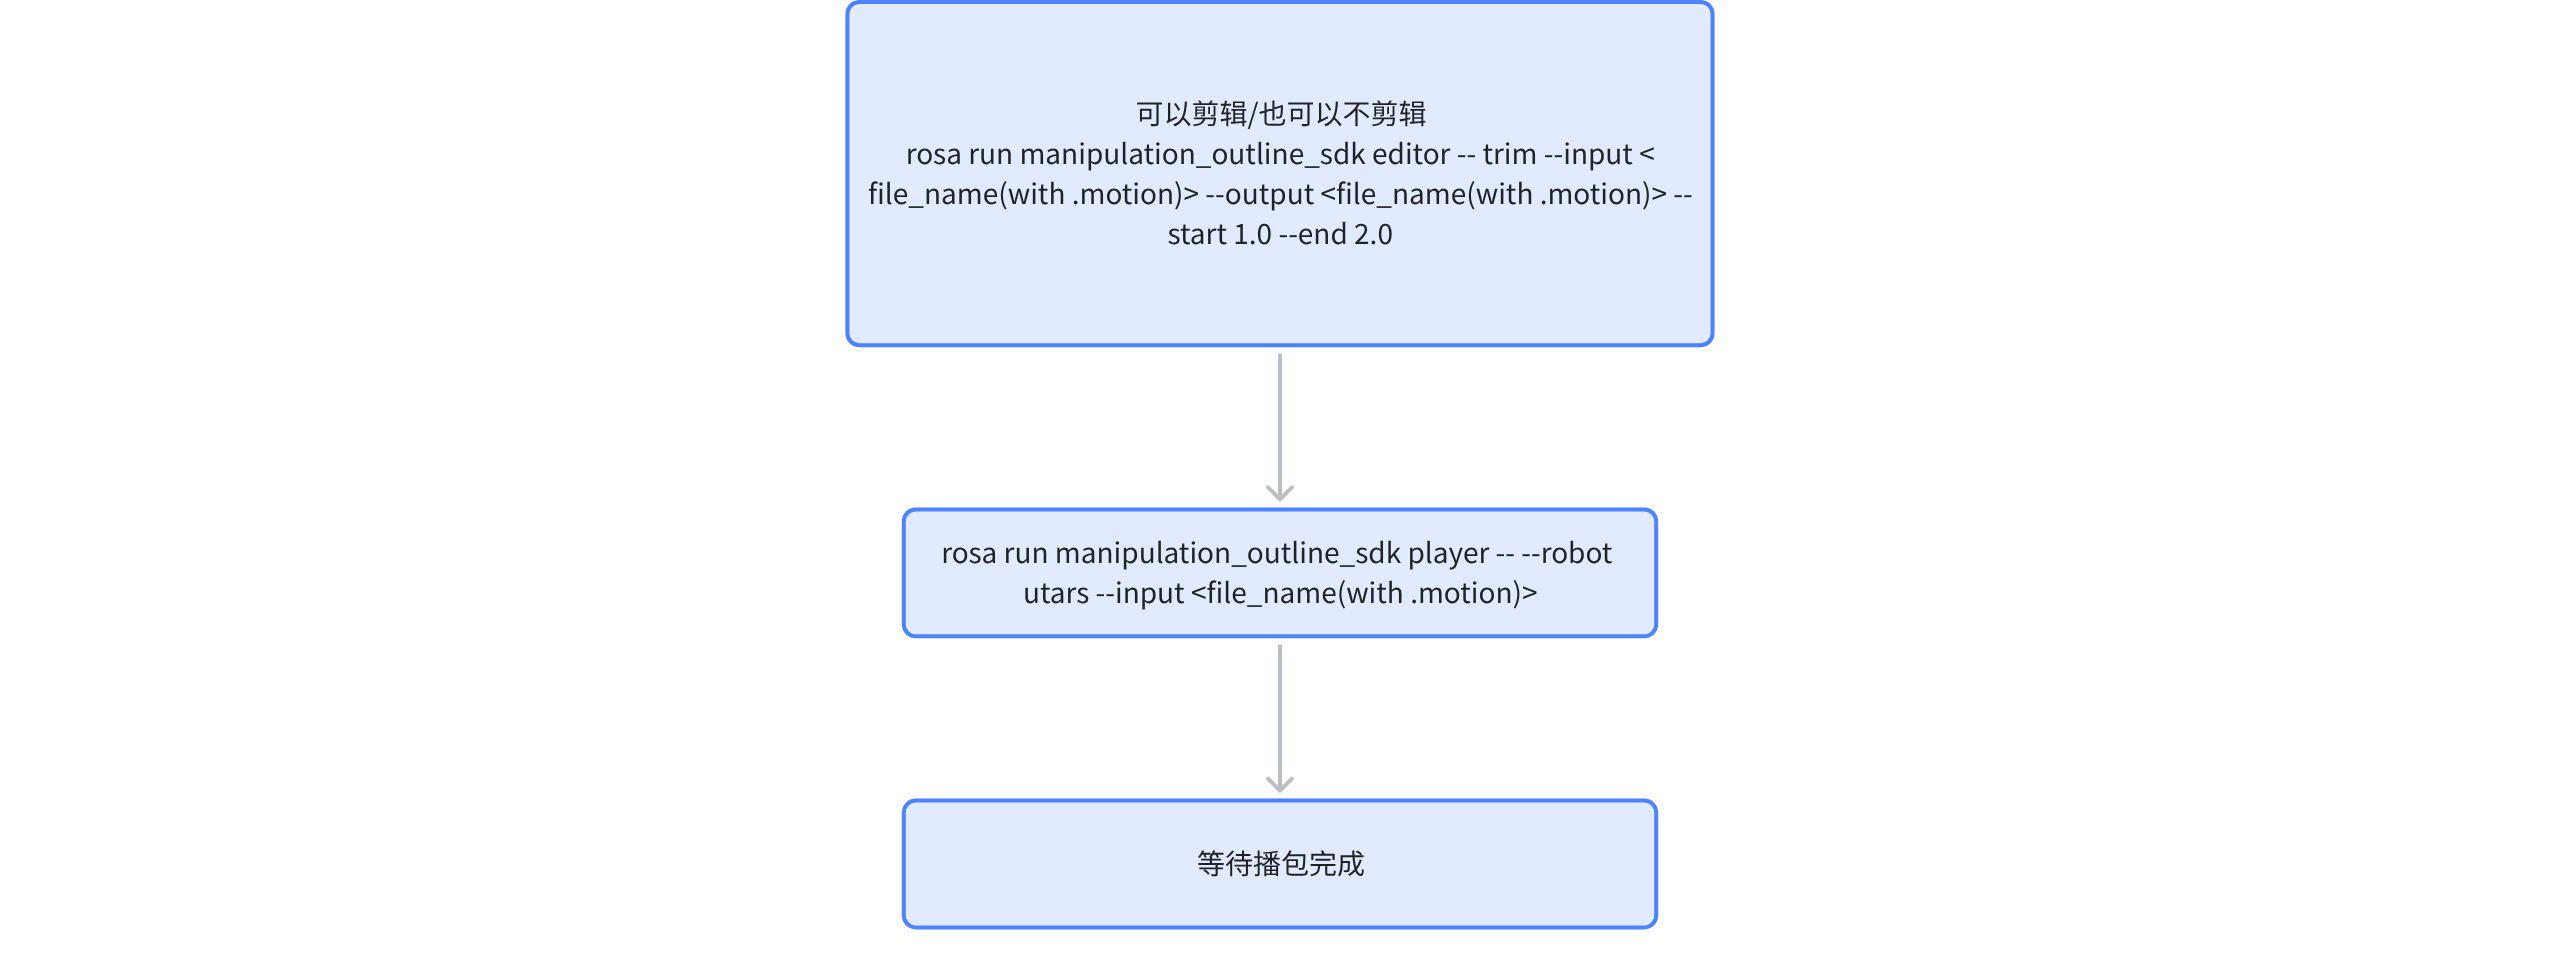 可以剪辑/也可以不剪辑
rosa run manipulation_outline_sdk editor -- trim --input <
file_name(with .motion)> --output <file_name(with .motion)> --
start 1.0 --end 2.0
rosa run manipulation_outline_sdk player -- --robot
utars --input <file_name(with .motion)>
等待播包完成